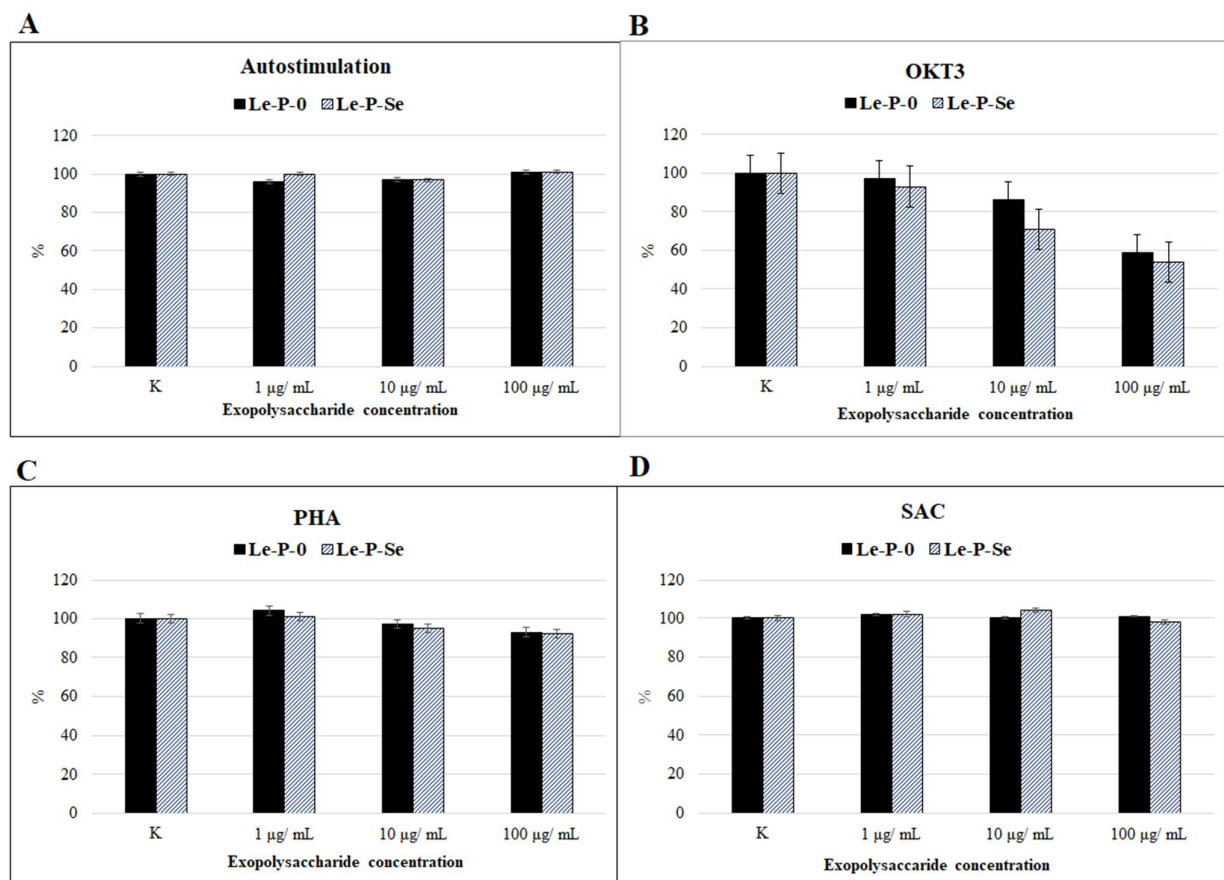 A
Autostimulation
Le-P-0 Le-P-Se
120
100
80
60
40
20
0
%
K 1 µg/ mL 10 µg/ mL 100 µg/ mL
Exopolysaccharide concentration
B
OKT3
Le-P-0 Le-P-Se
120
100
80
60
40
20
0
%
K 1 µg/ mL 10 µg/ mL 100 µg/ mL
Exopolysaccharide concentration
C
PHA
Le-P-0 Le-P-Se
120
100
80
60
40
20
0
%
K 1 µg/ mL 10 µg/ mL 100 µg/ mL
Exopolysaccharide concentration
D
SAC
Le-P-0 Le-P-Se
120
100
80
60
40
20
0
%
K 1 µg/ mL 10 µg/ mL 100 µg/ mL
Exopolysaccaride concentration